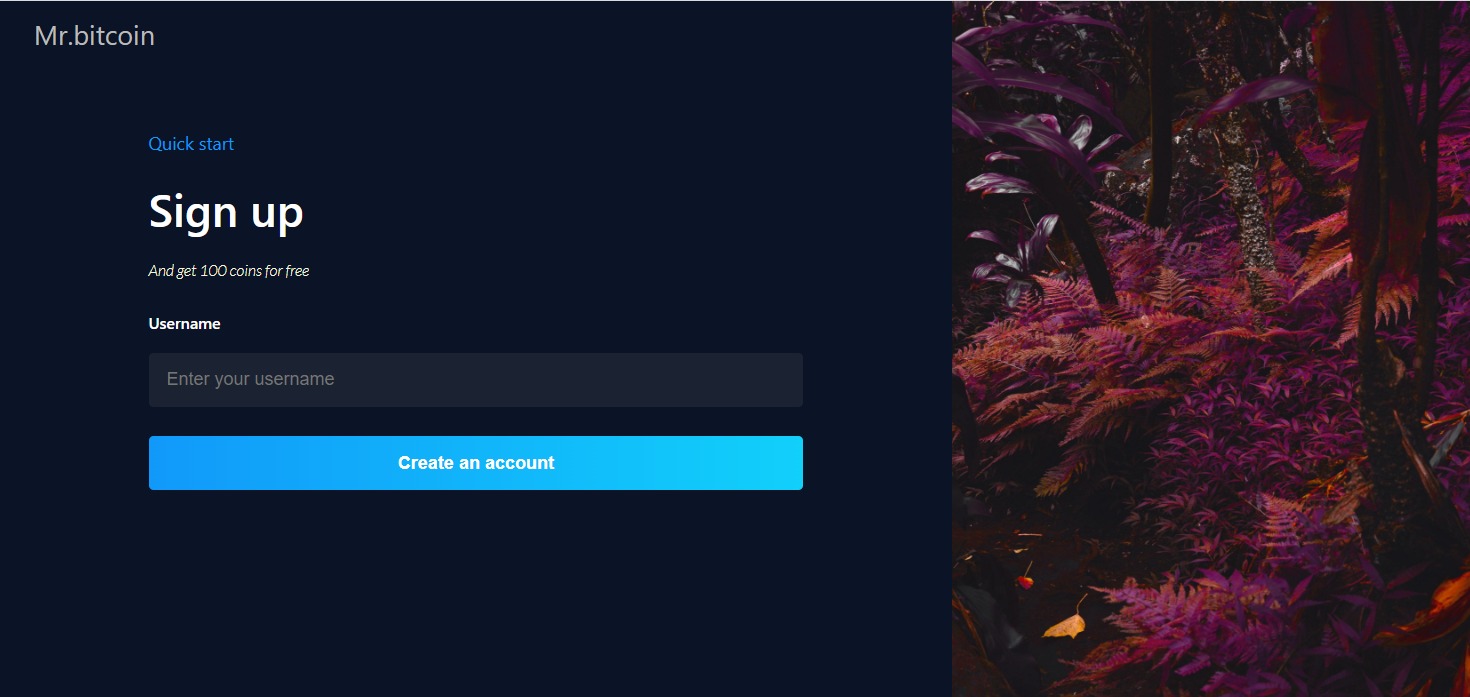 Mr.bitcoin
Quick start
Sign up
And get 100 coins for free
Username
Enter your username
Create an account